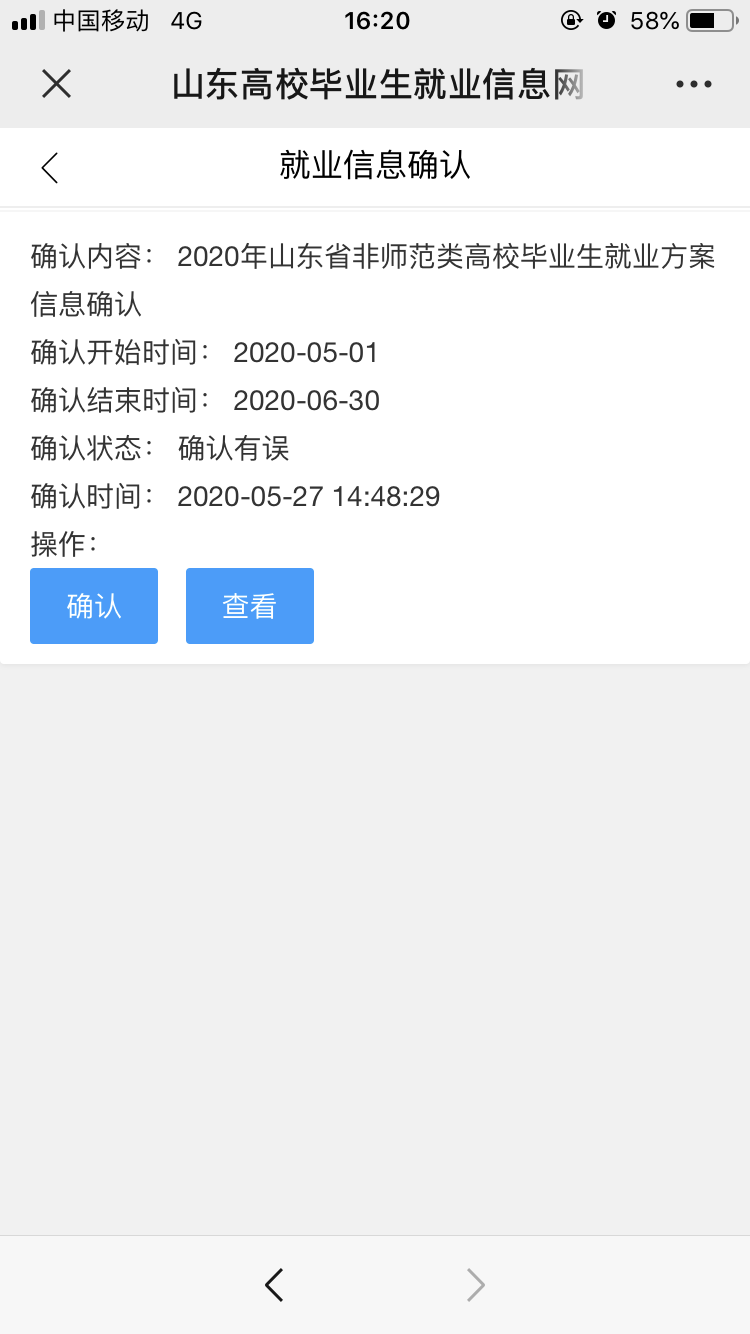 中国移动 4G 16:20 58%
山东高校毕业生就业信息网
就业信息确认
确认内容： 2020年山东省非师范类高校毕业生就业方案
信息确认
确认开始时间： 2020-05-01
确认结束时间： 2020-06-30
确认状态： 确认有误
确认时间： 2020-05-27 14:48:29
操作：
确认 查看